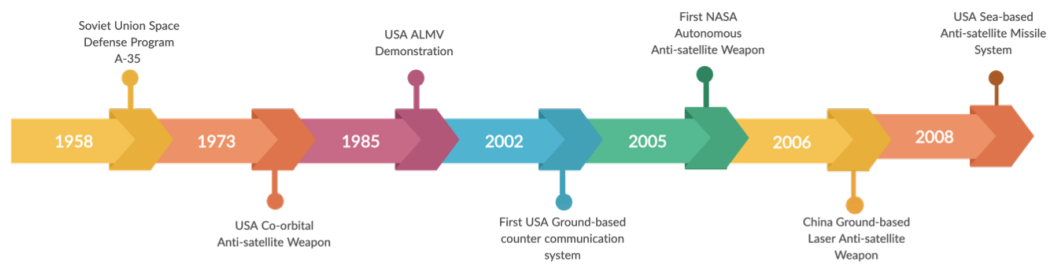 Soviet Union Space
Defense Program
A-35
USA ALMV
Demonstration
First NASA
Autonomous
Anti-satellite Weapon
USA Sea-based
Anti-satellite Missile
System
1958
1973
1985
2002
2005
2006
2008
USA Co-orbital
Anti-satellite Weapon
First USA Ground-based
counter communication
system
China Ground-based
Laser Anti-satellite
Weapon